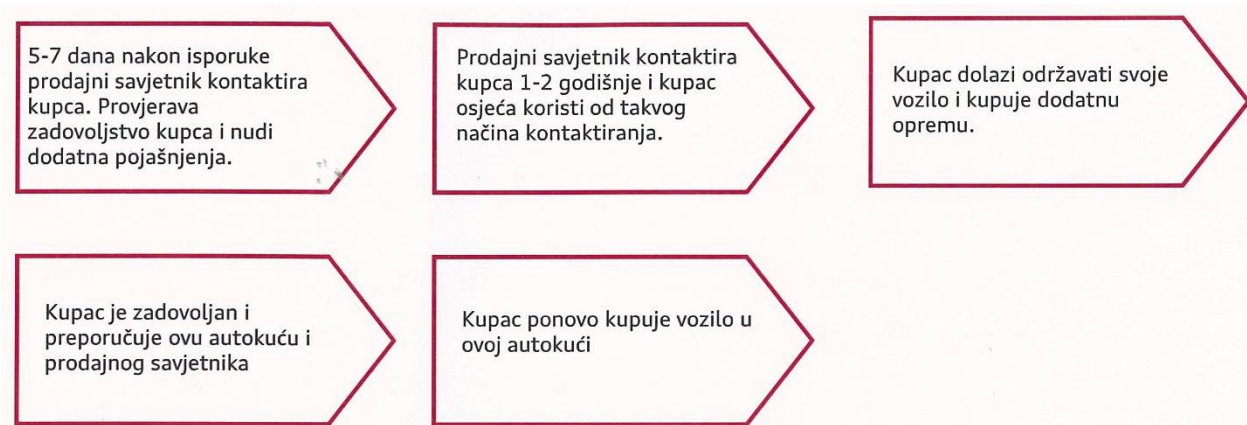 5-7 dana nakon isporuke
prodajni savjetnik kontaktira
kupca. Provjerava
zadovoljstvo kupca i nudi
dodatna pojašnjenja.
Prodajni savjetnik kontaktira
kupca 1-2 godišnje i kupac
osjeća koristi od takvog
načina kontaktiranja.
Kupac dolazi održavati svoje
vozilo i kupuje dodatnu
opremu.
Kupac je zadovoljan i
preporučuje ovu autokuću i
prodajnog savjetnika
Kupac ponovo kupuje vozilo u
ovoj autokući